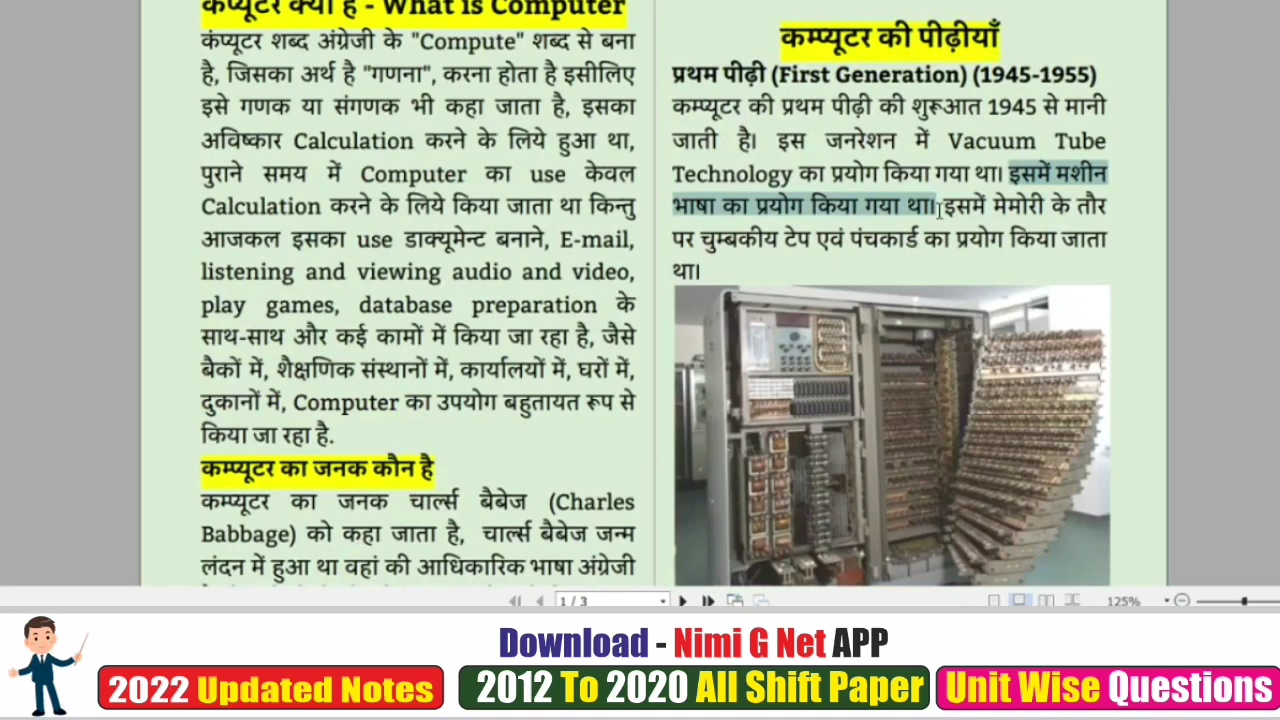 कंप्यूटर क्या है - What is Computer
कंप्यूटर शब्द अंग्रेजी के "Compute" शब्द से बना
है, जिसका अर्थ है "गणना", करना होता है इसीलिए
इसे गणक या संगणक भी कहा जाता है, इसका
अविष्कार Calculation करने के लिये हुआ था,
पुराने समय में Computer का use केवल
Calculation करने के लिये किया जाता था किन्तु
आजकल इसका use डाक्यूमेन्ट बनाने, E-mail,
listening and viewing audio and video,
play games, database preparation के
साथ-साथ और कई कामों में किया जा रहा है, जैसे
बैकों में, शैक्षणिक संस्थानों में, कार्यालयों में, घरों में,
दुकानों में, Computer का उपयोग बहुतायत रूप से
किया जा रहा है.
कम्प्यूटर का जनक कौन है
कम्प्यूटर का जनक चार्ल्स बैबेज (Charles
Babbage) को कहा जाता है, चार्ल्स बैबेज जन्म
लंदन में हुआ था वहां की आधिकारिक भाषा अंग्रेजी
कम्प्यूटर की पीढ़ीयाँ
प्रथम पीढ़ी (First Generation) (1945-1955)
कम्प्यूटर की प्रथम पीढ़ी की शुरूआत 1945 से मानी
जाती है। इस जनरेशन में Vacuum Tube
Technology का प्रयोग किया गया था। इसमें मशीन
भाषा का प्रयोग किया गया था। इसमें मेमोरी के तौर
पर चुम्बकीय टेप एवं पंचकार्ड का प्रयोग किया जाता
था।
1 / 3
125%
Download - Nimi G Net APP
2022 Updated Notes
2012 To 2020 All Shift Paper
Unit Wise Questions